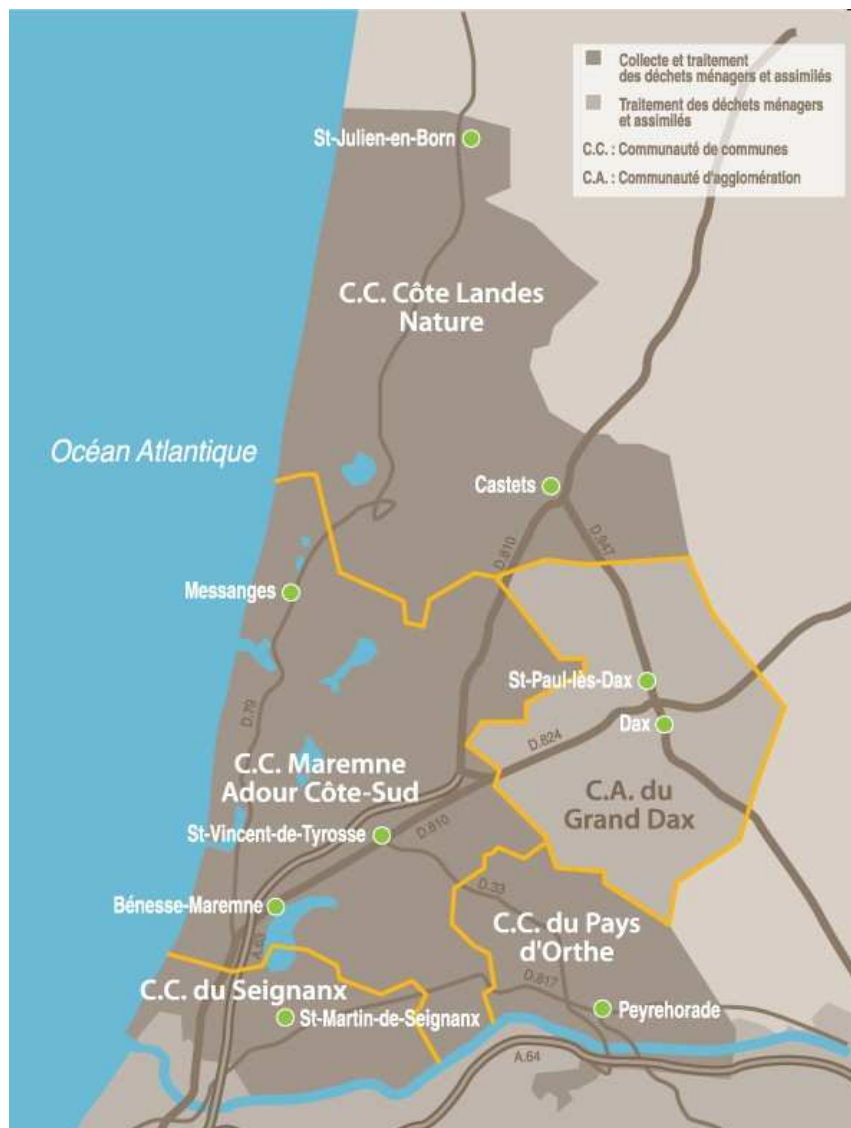 Collecte et traitement
des déchets ménagers et assimilés
Traitement des déchets ménagers
et assimilés
C.C. : Communauté de communes
C.A. : Communauté d'agglomération
St-Julien-en-Born
C.C. Côte Landes
Nature
Océan Atlantique
Castets
D.810
D.947
Messanges
St-Paul-lès-Dax
D.79
Dax
D.824
C.C. Maremne
Adour Côte-Sud
C.A. du
Grand Dax
St-Vincent-de-Tyrosse
D.810
D.33
Bénesse-Maremne
C.C. du Pays
d'Orthe
A.63
D.817
C.C. du Seignanx
St-Martin-de-Seignanx
Peyrehorade
A.64